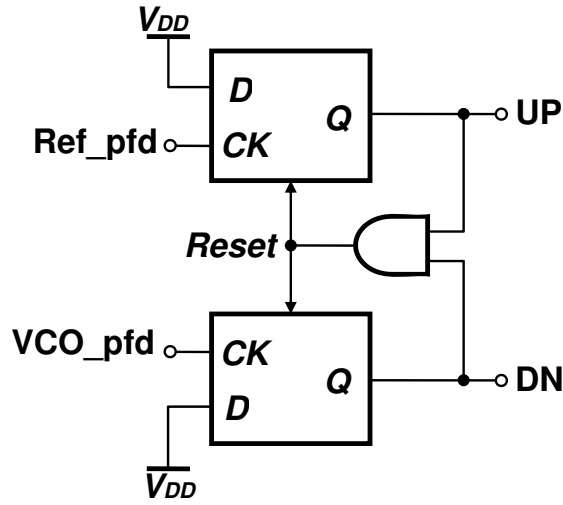 VDD
D
Q
UP
Ref_pfd
CK
Reset
VCO_pfd
CK
Q
DN
D
VDD